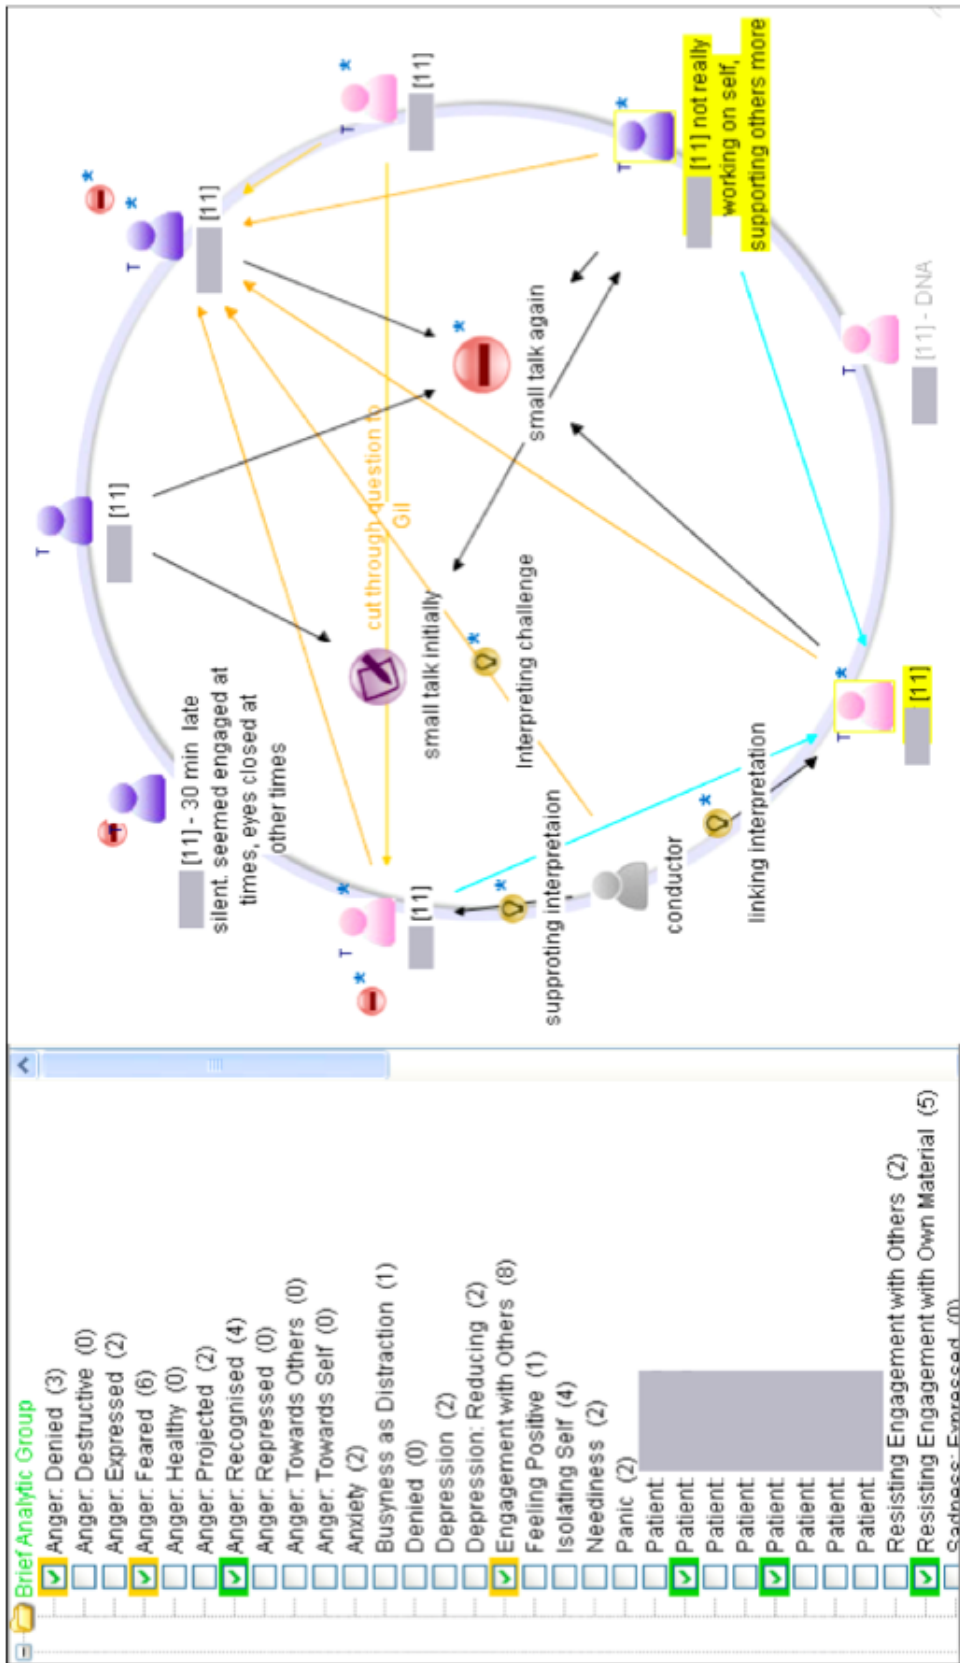 Brief Analytic Group
Anger: Denied (3)
Anger: Destructive (0)
Anger: Expressed (2)
Anger: Feared (6)
Anger: Healthy (0)
Anger: Projected (2)
Anger: Recognised (4)
Anger: Repressed (0)
Anger: Towards Others (0)
Anger: Towards Self (0)
Anxiety (2)
Busyness as Distraction (1)
Denied (0)
Depression (2)
Depression: Reducing (2)
Engagement with Others (8)
Feeling Positive (1)
Isolating Self (4)
Neediness (2)
Panic (2)
Patient:
Patient:
Patient:
Patient:
Patient:
Patient:
Patient:
Patient:
Resisting Engagement with Others (2)
Resisting Engagement with Own Material (5)
Sadness: Expressed (0)
T
[11] - 30 min late
silent. seemed engaged at
times, eyes closed at
other times
T
[11]
T
[11]
T
[11]
T
[11]
T
[11] not really
working on self,
supporting others more
T
[11] - DNA
T
[11]
cut through question to
Gil
small talk initially
small talk again
Interpreting challenge
supproting interpretaion
conductor
linking interpretation